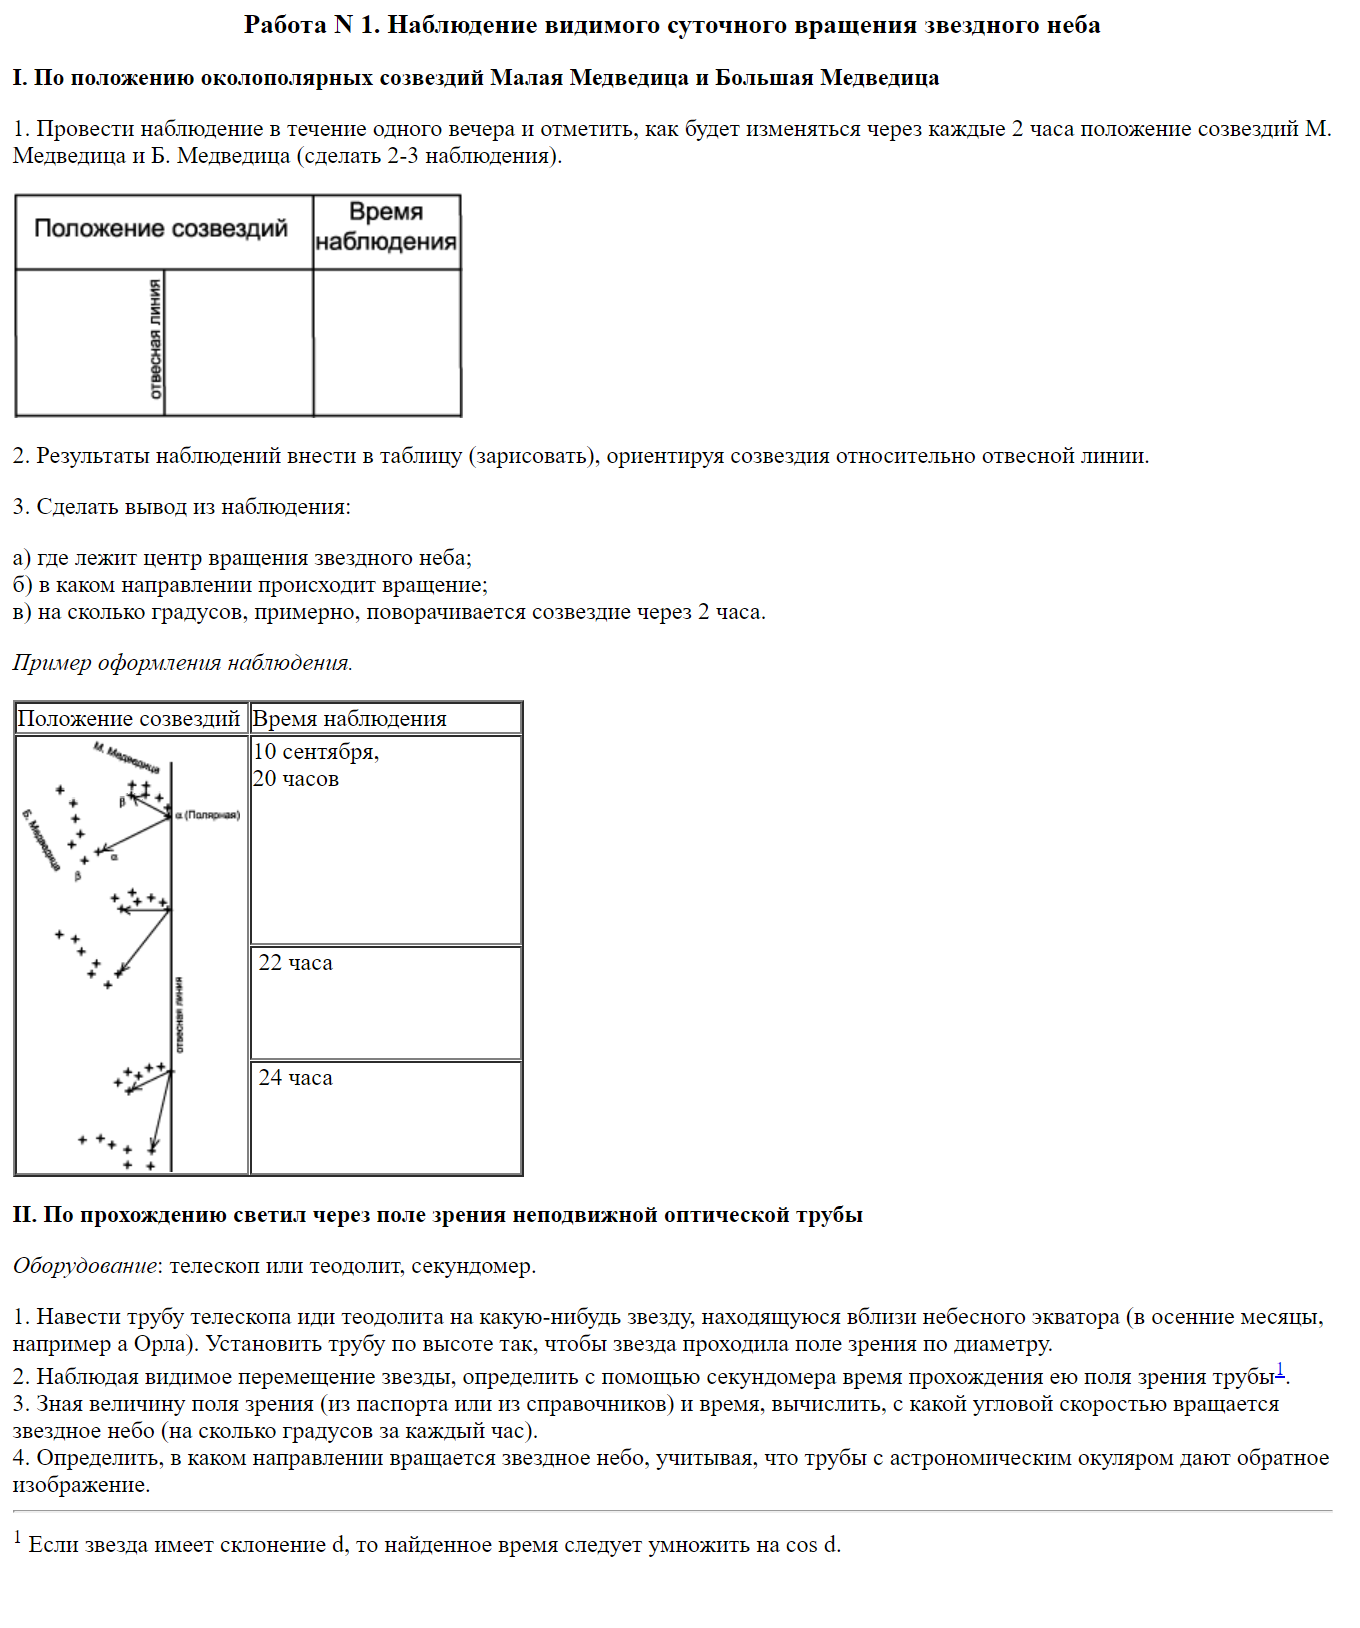 Работа N 1. Наблюдение видимого суточного вращения звездного неба
I. По положению околополярных созвездий Малая Медведица и Большая Медведица
1. Провести наблюдение в течение одного вечера и отметить, как будет изменяться через каждые 2 часа положение созвездий М.
Медведица и Б. Медведица (сделать 2-3 наблюдения).
Положение созвездий
Время
наблюдения
отвесная линия
2. Результаты наблюдений внести в таблицу (зарисовать), ориентируя созвездия относительно отвесной линии.
3. Сделать вывод из наблюдения:
а) где лежит центр вращения звездного неба;
б) в каком направлении происходит вращение;
в) на сколько градусов, примерно, поворачивается созвездие через 2 часа.
Пример оформления наблюдения.
Положение созвездий
Время наблюдения
М. Медведица
β
α (Полярная)
Б. Медведица
α
β
отвесная линия
10 сентября,
20 часов
22 часа
24 часа
II. По прохождению светил через поле зрения неподвижной оптической трубы
Оборудование: телескоп или теодолит, секундомер.
1. Навести трубу телескопа иди теодолита на какую-нибудь звезду, находящуюся вблизи небесного экватора (в осенние месяцы,
например a Орла). Установить трубу по высоте так, чтобы звезда проходила поле зрения по диаметру.
2. Наблюдая видимое перемещение звезды, определить с помощью секундомера время прохождения ею поля зрения трубы1.
3. Зная величину поля зрения (из паспорта или из справочников) и время, вычислить, с какой угловой скоростью вращается
звездное небо (на сколько градусов за каждый час).
4. Определить, в каком направлении вращается звездное небо, учитывая, что трубы с астрономическим окуляром дают обратное
изображение.
1 Если звезда имеет склонение d, то найденное время следует умножить на cos d.